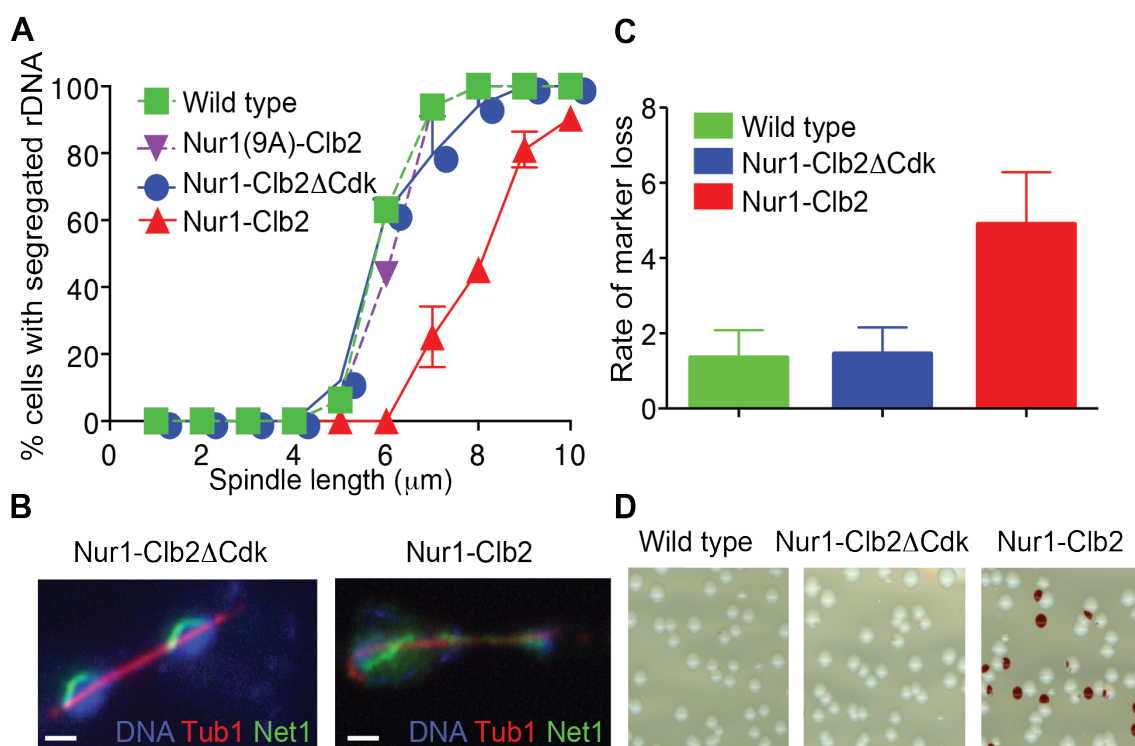 A
% cells with segregated rDNA
100
80
60
40
20
0
Wild type
Nur1(9A)-Clb2
Nur1-Clb2ΔCdk
Nur1-Clb2
0 2 4 6 8 10
Spindle length (μm)
C
Rate of marker loss
8
6
4
2
0
Wild type
Nur1-Clb2ΔCdk
Nur1-Clb2
B
Nur1-Clb2ΔCdk
DNA Tub1 Net1
Nur1-Clb2
DNA Tub1 Net1
D
Wild type
Nur1-Clb2ΔCdk
Nur1-Clb2